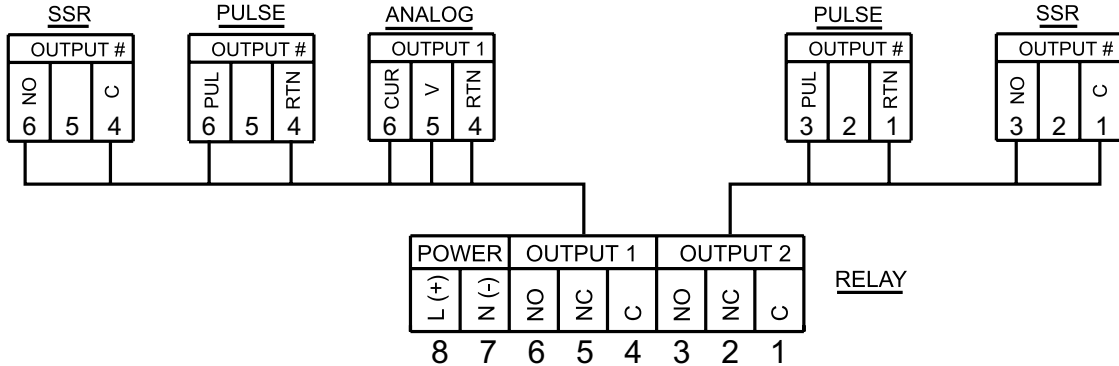 SSR
OUTPUT #
NO
C
6 5 4
PULSE
OUTPUT #
PUL
RTN
6 5 4
ANALOG
OUTPUT 1
CUR
V
RTN
6 5 4
PULSE
OUTPUT #
PUL
RTN
3 2 1
SSR
OUTPUT #
NO
C
3 2 1
POWER OUTPUT 1 OUTPUT 2
L (+) N (-) NO NC C NO NC C
8 7 6 5 4 3 2 1
RELAY